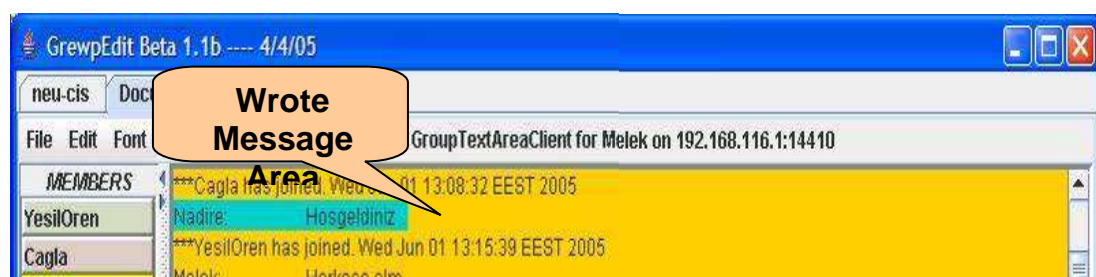 GrewpEdit Beta 1.1b ---- 4/4/05
neu-cis
Wrote
Message
Area
File Edit Font
GroupTextAreaClient for Melek on 192.168.116.1:14410
MEMBERS
YesilOren
Cagla
***Cagla has joined. Wed 01 13:08:32 EEST 2005
Nadire: Hosgeldiniz
***YesilOren has joined. Wed Jun 01 13:15:39 EEST 2005
Melek: